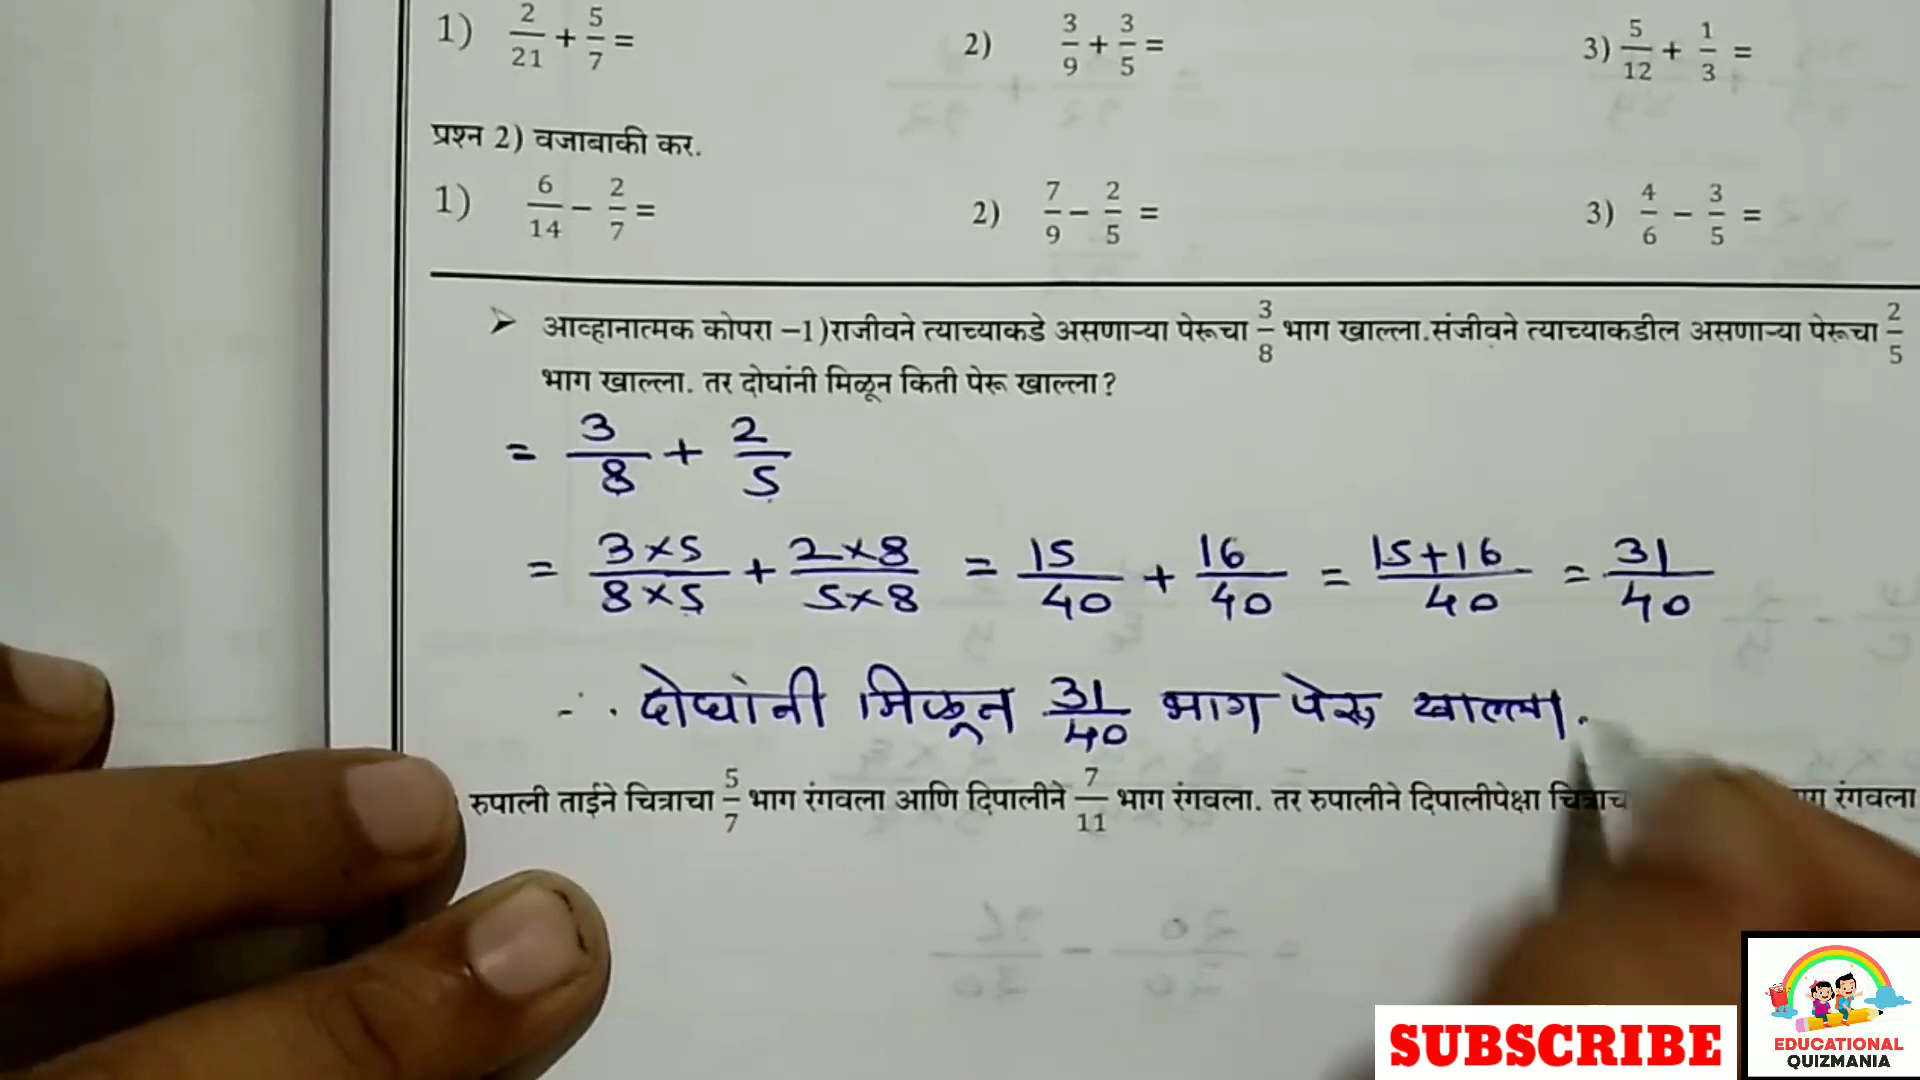 1) 2/21 + 5/7 = 2) 3/9 + 3/5 = 3) 5/12 + 1/3 =
प्रश्न 2) वजाबाकी कर.
1) 6/14 − 2/7 = 2) 7/9 − 2/5 = 3) 4/6 − 3/5 =
➤ आव्हानात्मक कोपरा –1)राजीवने त्याच्याकडे असणाऱ्या पेरूचा 3/8 भाग खाल्ला.संजीवने त्याच्याकडील असणाऱ्या पेरूचा 2/5
भाग खाल्ला. तर दोघांनी मिळून किती पेरू खाल्ला?
= 3/8 + 2/5
= 3×5/8×5 + 2×8/5×8 = 15/40 + 16/40 = 15+16/40 = 31/40
∴ दोघांनी मिळून 31/40 भाग पेरू खाल्ला.
रुपाली ताईने चित्राचा 5/7 भाग रंगवला आणि दिपालीने 7/11 भाग रंगवला. तर रुपालीने दिपालीपेक्षा रंगवला
SUBSCRIBE
EDUCATIONAL
QUIZMANIA